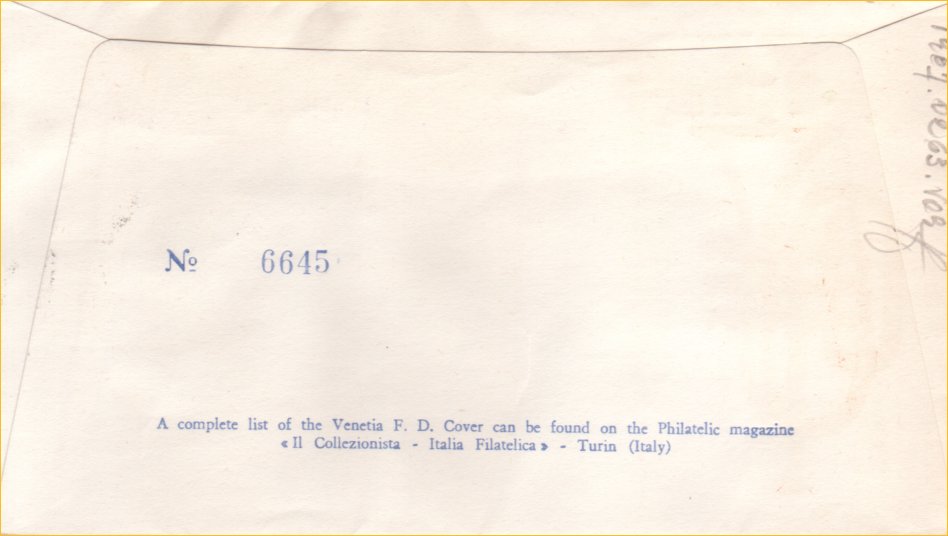 № 6645
A complete list of the Venetia F. D. Cover can be found on the Philatelic magazine
«Il Collezionista - Italia Filatelica» - Turin (Italy)